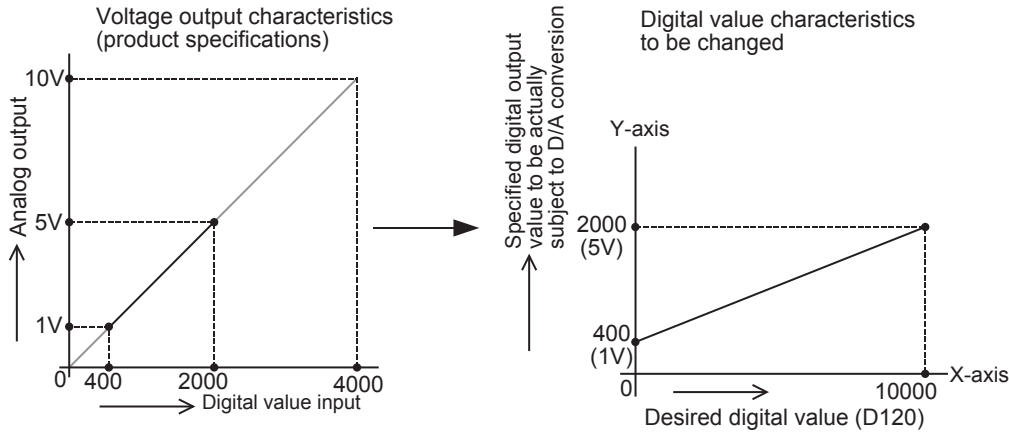 Voltage output characteristics
(product specifications)
10V
5V
1V
0
400
2000
4000
Analog output
Digital value input
Specified digital output
value to be actually
subject to D/A conversion
Digital value characteristics
to be changed
Y-axis
2000
(5V)
400
(1V)
0
10000
X-axis
Desired digital value (D120)